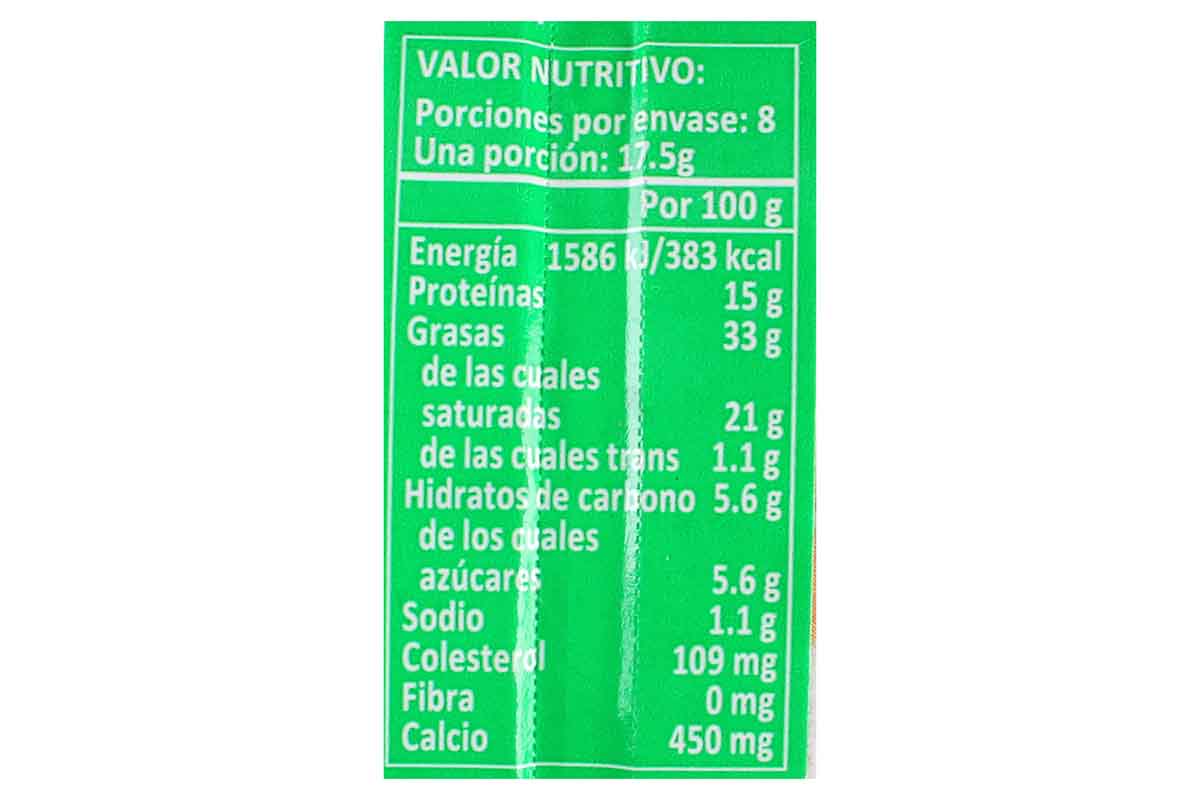 VALOR NUTRITIVO:
Porciones por envase: 8
Una porción: 17.5g
Por 100 g
Energía 1586 kJ/383 kcal
Proteínas 15 g
Grasas 33 g
de las cuales
saturadas 21 g
de las cuales trans 1.1 g
Hidratos de carbono 5.6 g
de los cuales
azúcares 5.6 g
Sodio 1.1 g
Colesterol 109 mg
Fibra 0 mg
Calcio 450 mg